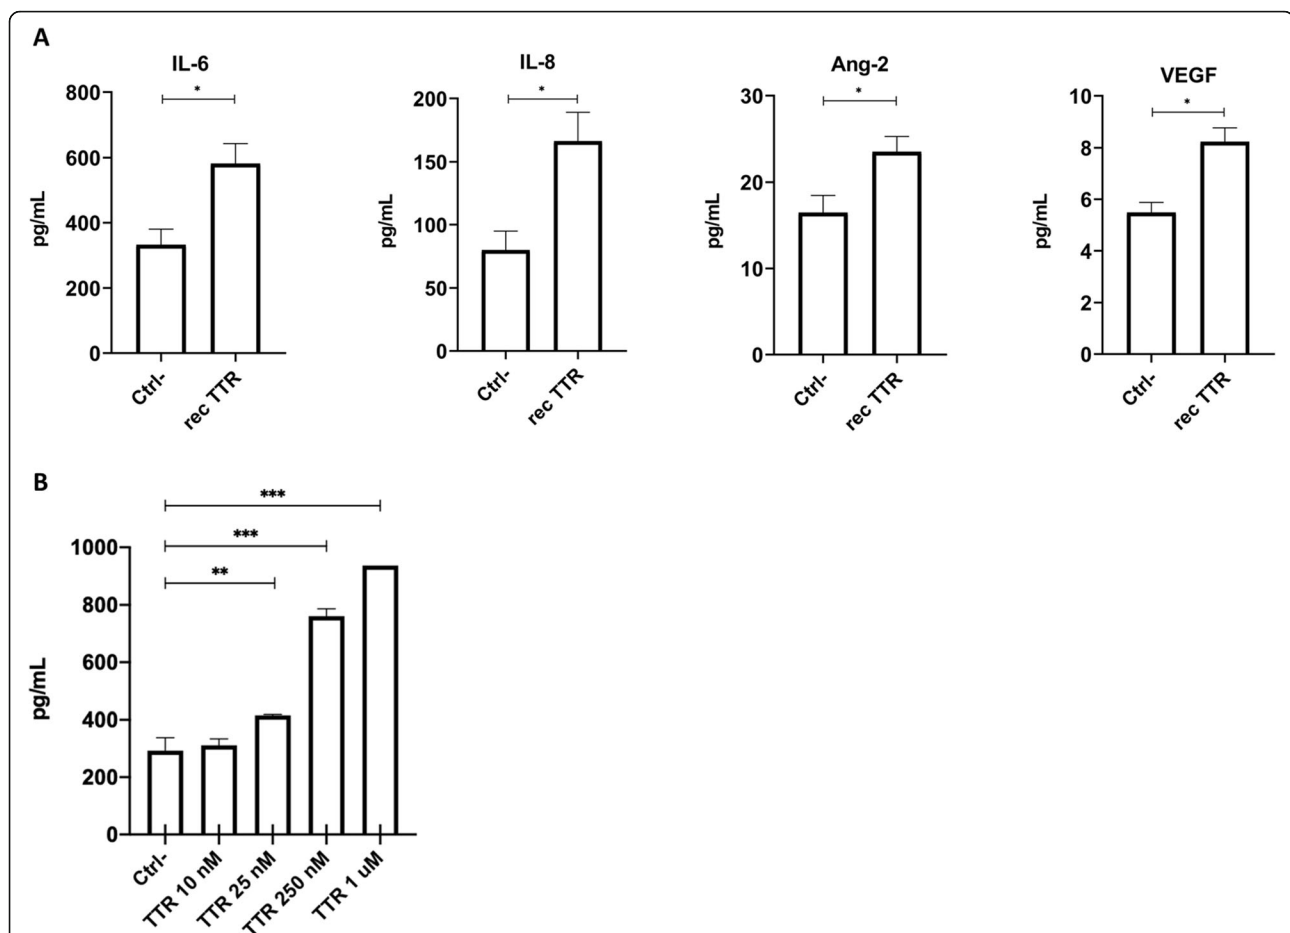 A
IL-6
*
800
600
400
200
0
pg/mL
Ctrl-
rec TTR
IL-8
*
200
150
100
50
0
pg/mL
Ctrl-
rec TTR
Ang-2
*
30
20
10
0
pg/mL
Ctrl-
rec TTR
VEGF
*
10
8
6
4
2
0
pg/mL
Ctrl-
rec TTR
B
***
***
**
1000
800
600
400
200
0
pg/mL
Ctrl-
TTR 10 nM
TTR 25 nM
TTR 250 nM
TTR 1 uM